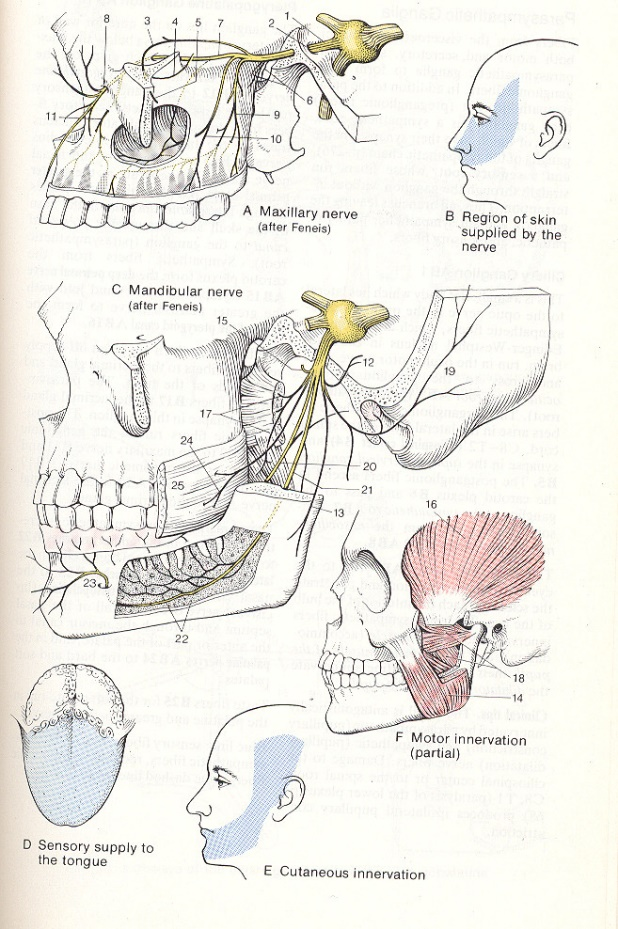 1
2
3
4
5
7
8
6
9
10
11
A Maxillary nerve
(after Feneis)
B Region of skin
supplied by the
nerve
C Mandibular nerve
(after Feneis)
15
12
19
17
24
20
25
21
13
16
23
22
18
14
F Motor innervation
(partial)
D Sensory supply to
the tongue
E Cutaneous innervation